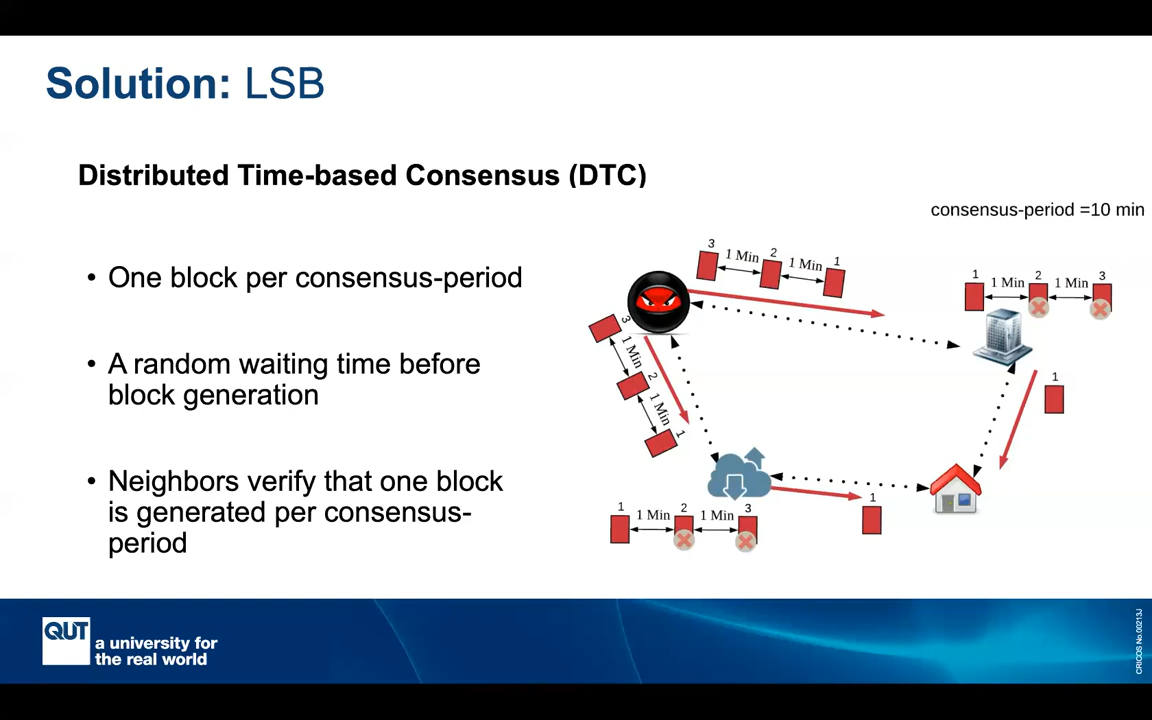 Solution: LSB
Distributed Time-based Consensus (DTC)
consensus-period =10 min
• One block per consensus-period
• A random waiting time before
block generation
• Neighbors verify that one block
is generated per consensus-
period
3 1 Min 2 1 Min 1
1 1 Min 2 1 Min 3
3 1 Min 2 1 Min 1
1
1 1 Min 2 1 Min 3
1
QUT
a university for
the real world
CRICOS No.00213J